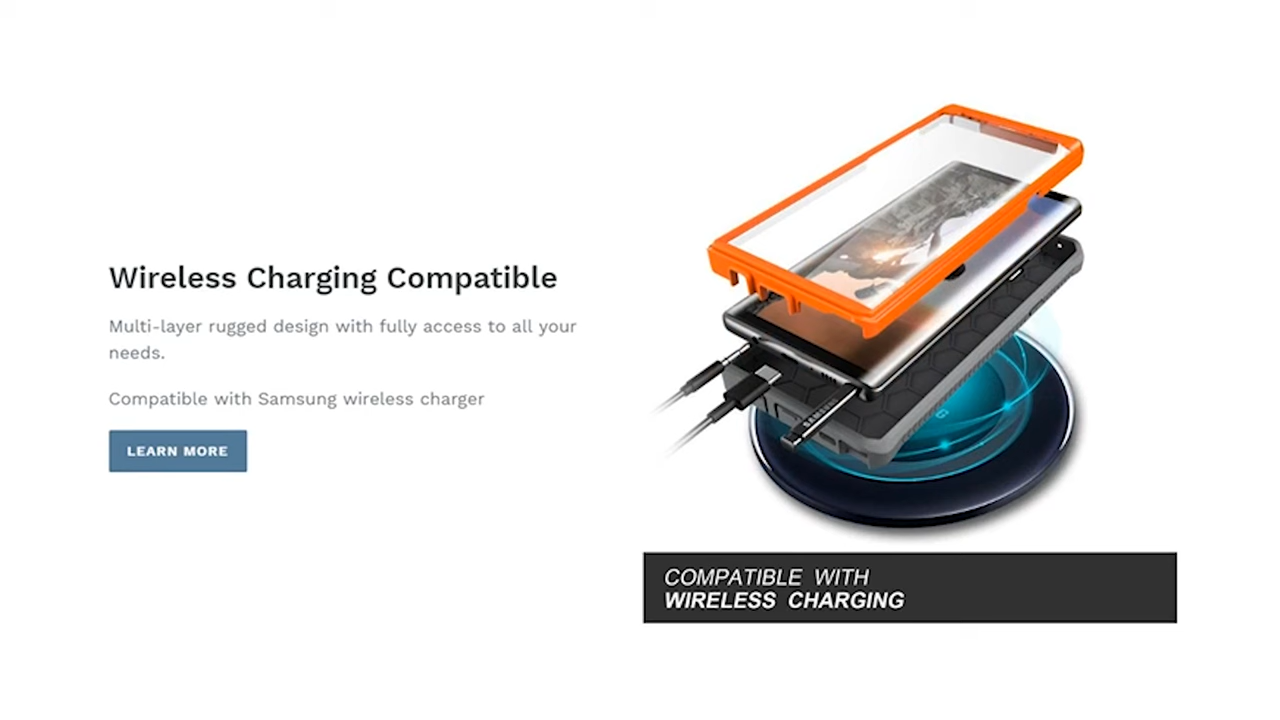 Wireless Charging Compatible
Multi-layer rugged design with fully access to all your
needs.
Compatible with Samsung wireless charger
LEARN MORE
SAMSUNG
COMPATIBLE WITH
WIRELESS CHARGING